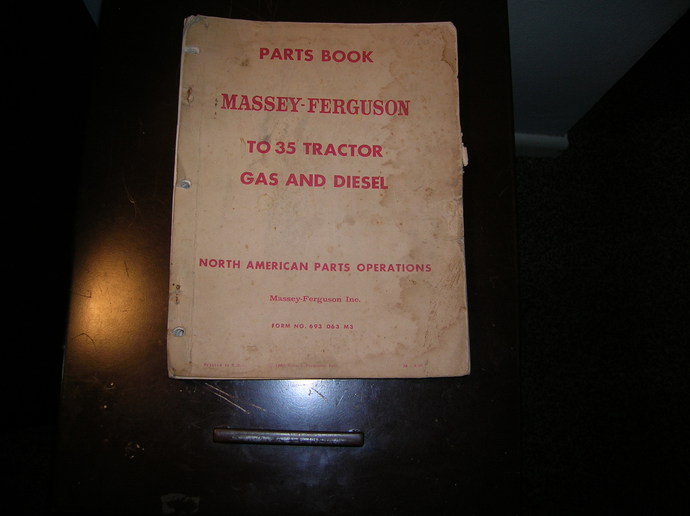 PARTS BOOK
MASSEY-FERGUSON
TO 35 TRACTOR
GAS AND DIESEL
NORTH AMERICAN PARTS OPERATIONS
Massey-Ferguson Inc.
FORM NO. 693 063 M3